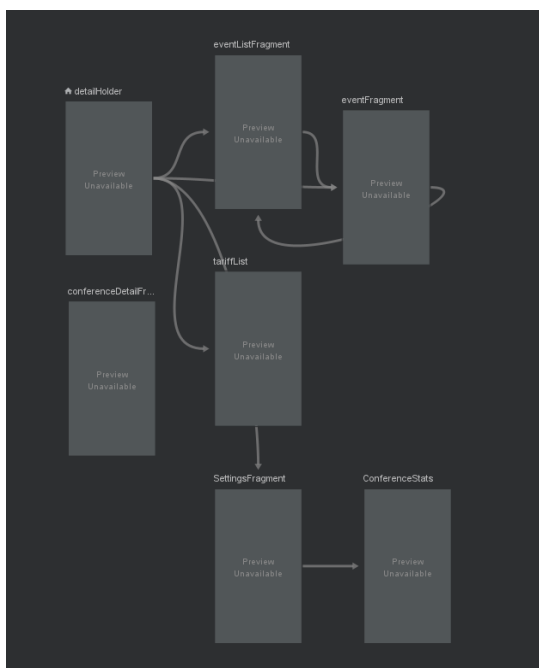 eventListFragment
detailHolder
eventFragment
Preview
Unavailable
Preview
Unavailable
Preview
Unavailable
tariffList
conferenceDetailFr...
Preview
Unavailable
Preview
Unavailable
SettingsFragment
ConferenceStats
Preview
Unavailable
Preview
Unavailable